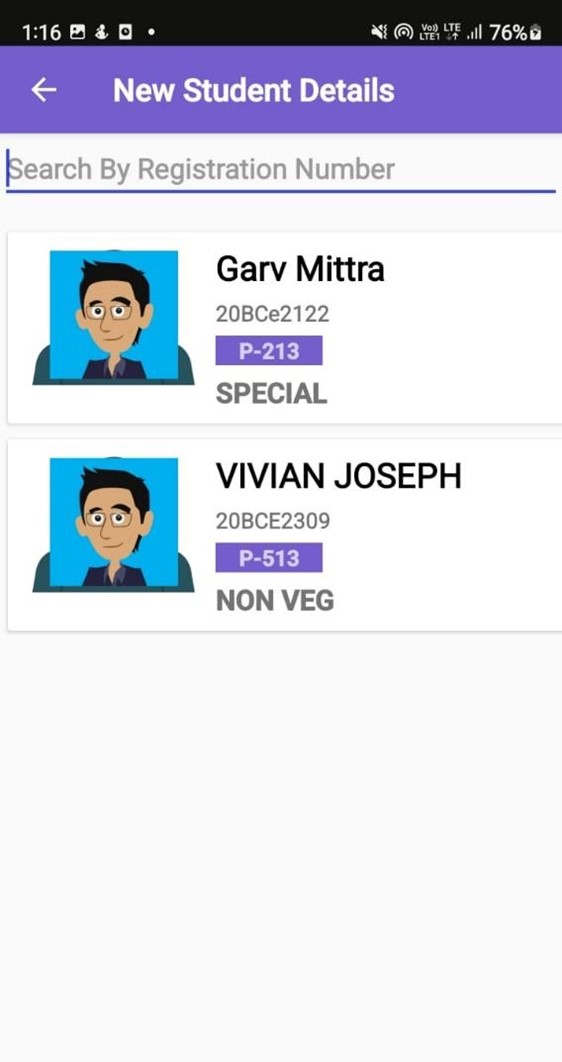 1:16 Vo) LTE LTE1 76%
New Student Details
Search By Registration Number
Garv Mittra
20BCe2122
P-213
SPECIAL
VIVIAN JOSEPH
20BCE2309
P-513
NON VEG